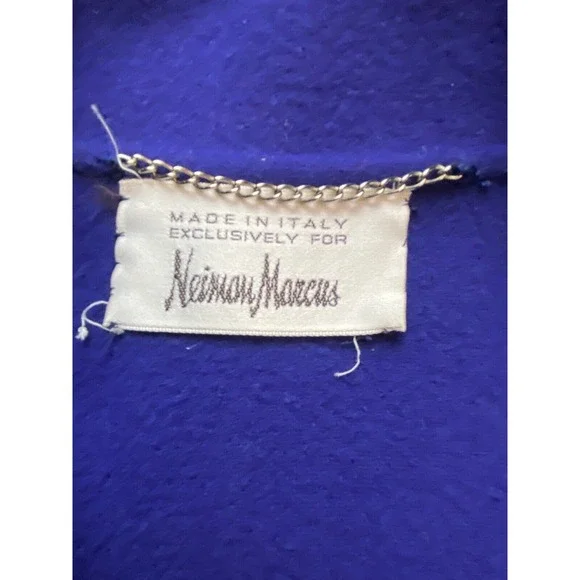 MADE IN ITALY
EXCLUSIVELY FOR
Neiman Marcus